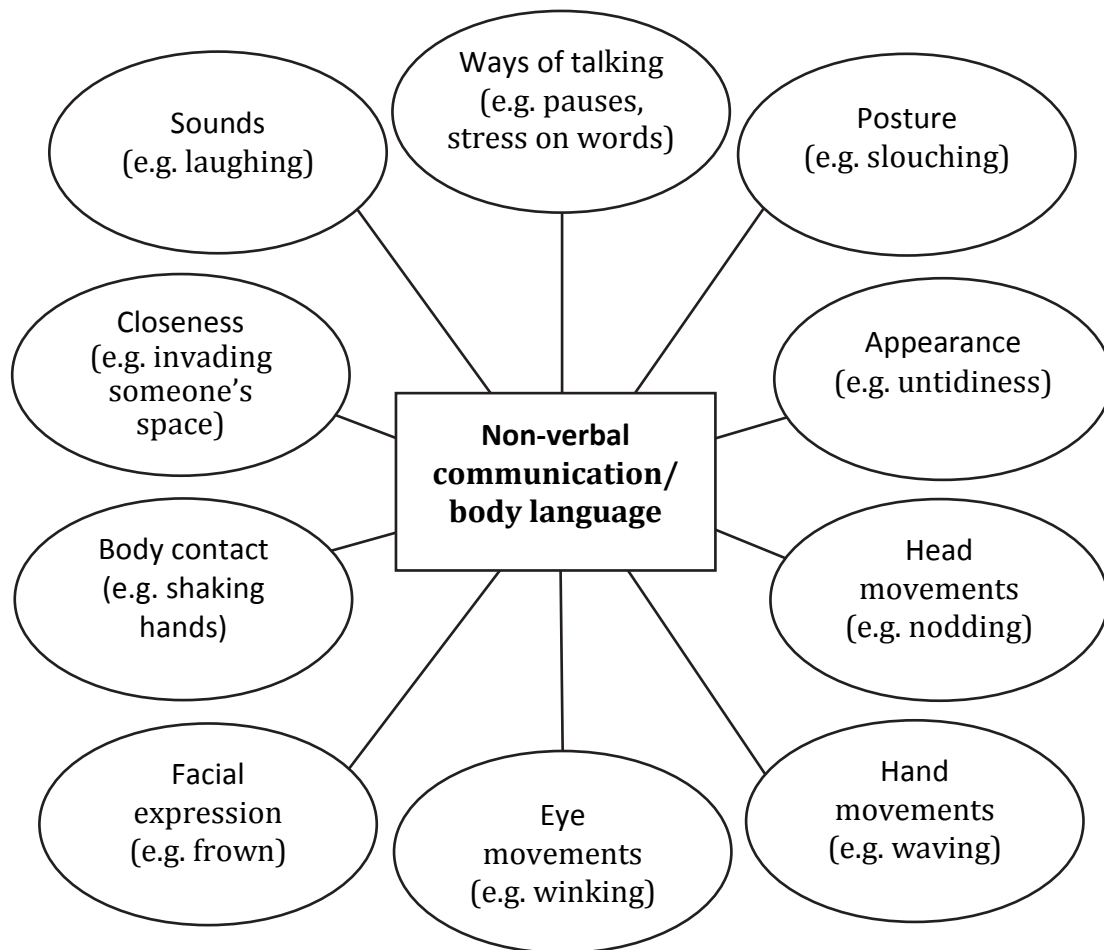 Ways of talking
(e.g. pauses,
stress on words)
Sounds
(e.g. laughing)
Posture
(e.g. slouching)
Closeness
(e.g. invading
someone’s
space)
Appearance
(e.g. untidiness)
Non-verbal
communication/
body language
Body contact
(e.g. shaking
hands)
Head
movements
(e.g. nodding)
Facial
expression
(e.g. frown)
Eye
movements
(e.g. winking)
Hand
movements
(e.g. waving)